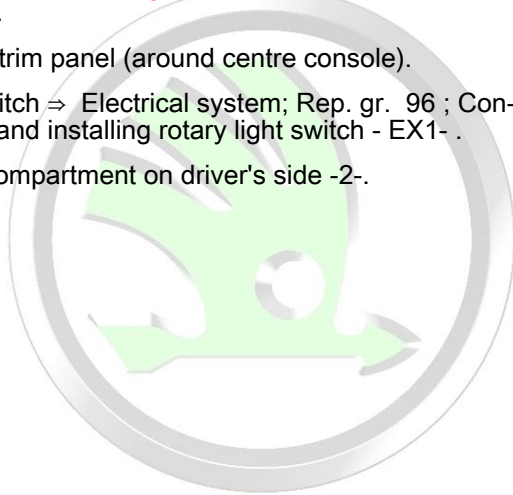 .
trim panel (around centre console).
itch ⇒ Electrical system; Rep. gr. 96 ; Con-
and installing rotary light switch - EX1- .
ompartment on driver's side -2-.